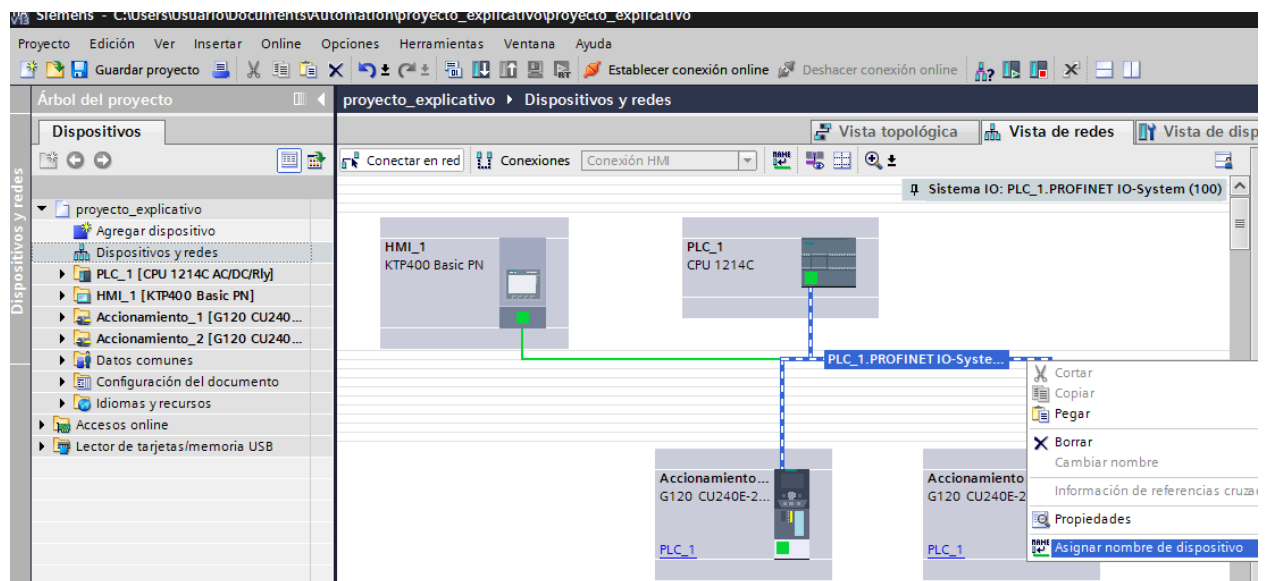 Siemens - C:\Users\Usuario\Documents\Automation\proyecto_explicativo\proyecto_explicativo
Proyecto Edición Ver Insertar Online Opciones Herramientas Ventana Ayuda
Guardar proyecto Establecer conexión online Deshacer conexión online
Árbol del proyecto
proyecto_explicativo Dispositivos y redes
Dispositivos
Vista topológica Vista de redes Vista de disp
Conectar en red Conexiones Conexión HMI
Dispositivos y redes
Sistema IO: PLC_1.PROFINET IO-System (100)
proyecto_explicativo
Agregar dispositivo
Dispositivos y redes
PLC_1 [CPU 1214C AC/DC/Rly]
HMI_1 [KTP400 Basic PN]
Accionamiento_1 [G120 CU240...
Accionamiento_2 [G120 CU240...
Datos comunes
Configuración del documento
Idiomas y recursos
Accesos online
Lector de tarjetas/memoria USB
HMI_1
KTP400 Basic PN
PLC_1
CPU 1214C
PLC_1.PROFINET IO-Syste...
Accionamiento...
G120 CU240E-2...
PLC_1
Accionamiento
G120 CU240E-2
PLC_1
Cortar
Copiar
Pegar
Borrar
Cambiar nombre
Información de referencias cruza
Propiedades
NAME Asignar nombre de dispositivo